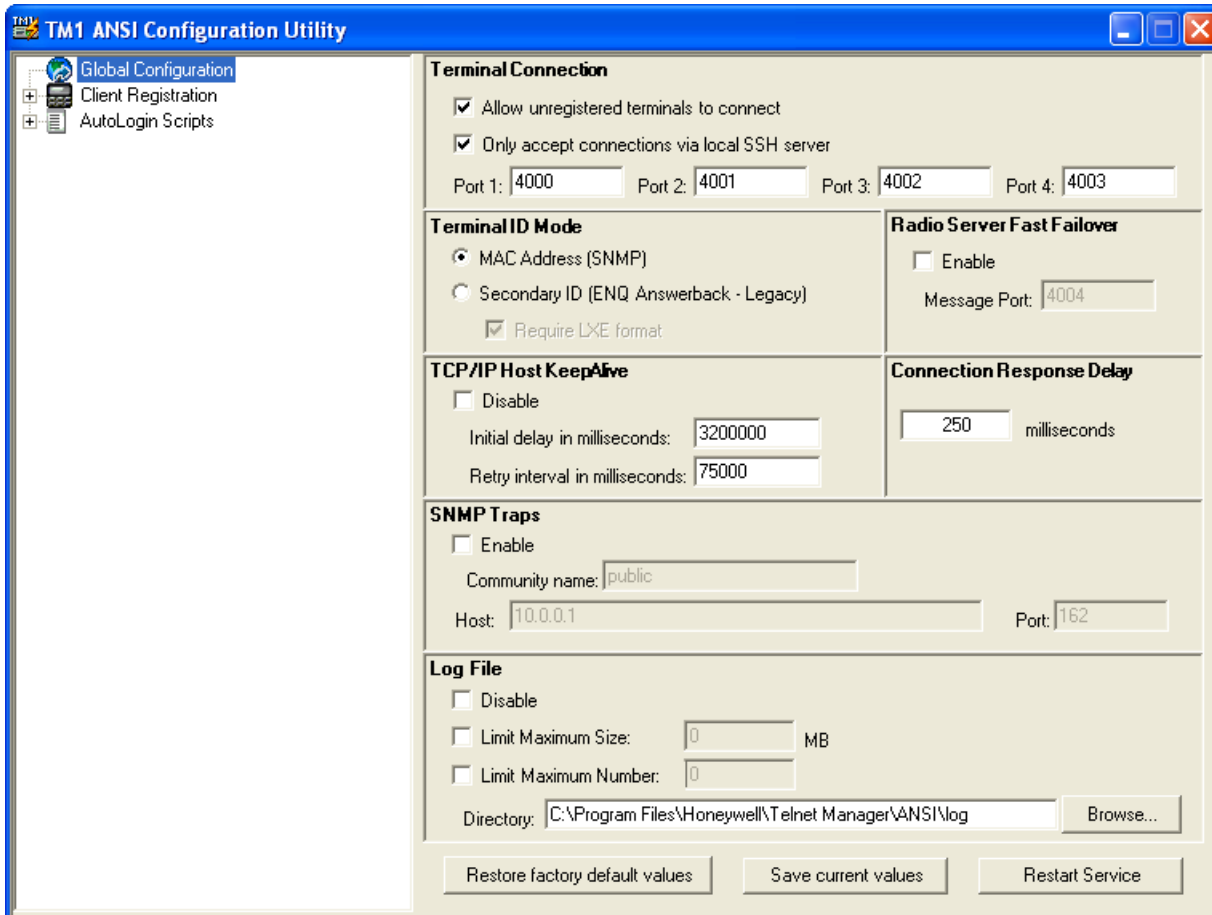 TM1 ANSI Configuration Utility
Global Configuration
Client Registration
AutoLogin Scripts
Terminal Connection
Allow unregistered terminals to connect
Only accept connections via local SSH server
Port 1: 4000 Port 2: 4001 Port 3: 4002 Port 4: 4003
Terminal ID Mode
MAC Address (SNMP)
Secondary ID (ENQ Answerback - Legacy)
Require LXE format
Radio Server Fast Failover
Enable
Message Port: 4004
TCP/IP Host KeepAlive
Disable
Initial delay in milliseconds: 3200000
Retry interval in milliseconds: 75000
Connection Response Delay
250 milliseconds
SNMP Traps
Enable
Community name: public
Host: 10.0.0.1 Port: 162
Log File
Disable
Limit Maximum Size: 0 MB
Limit Maximum Number: 0
Directory: C:\Program Files\Honeywell\Telnet Manager\ANSI\log Browse...
Restore factory default values Save current values Restart Service